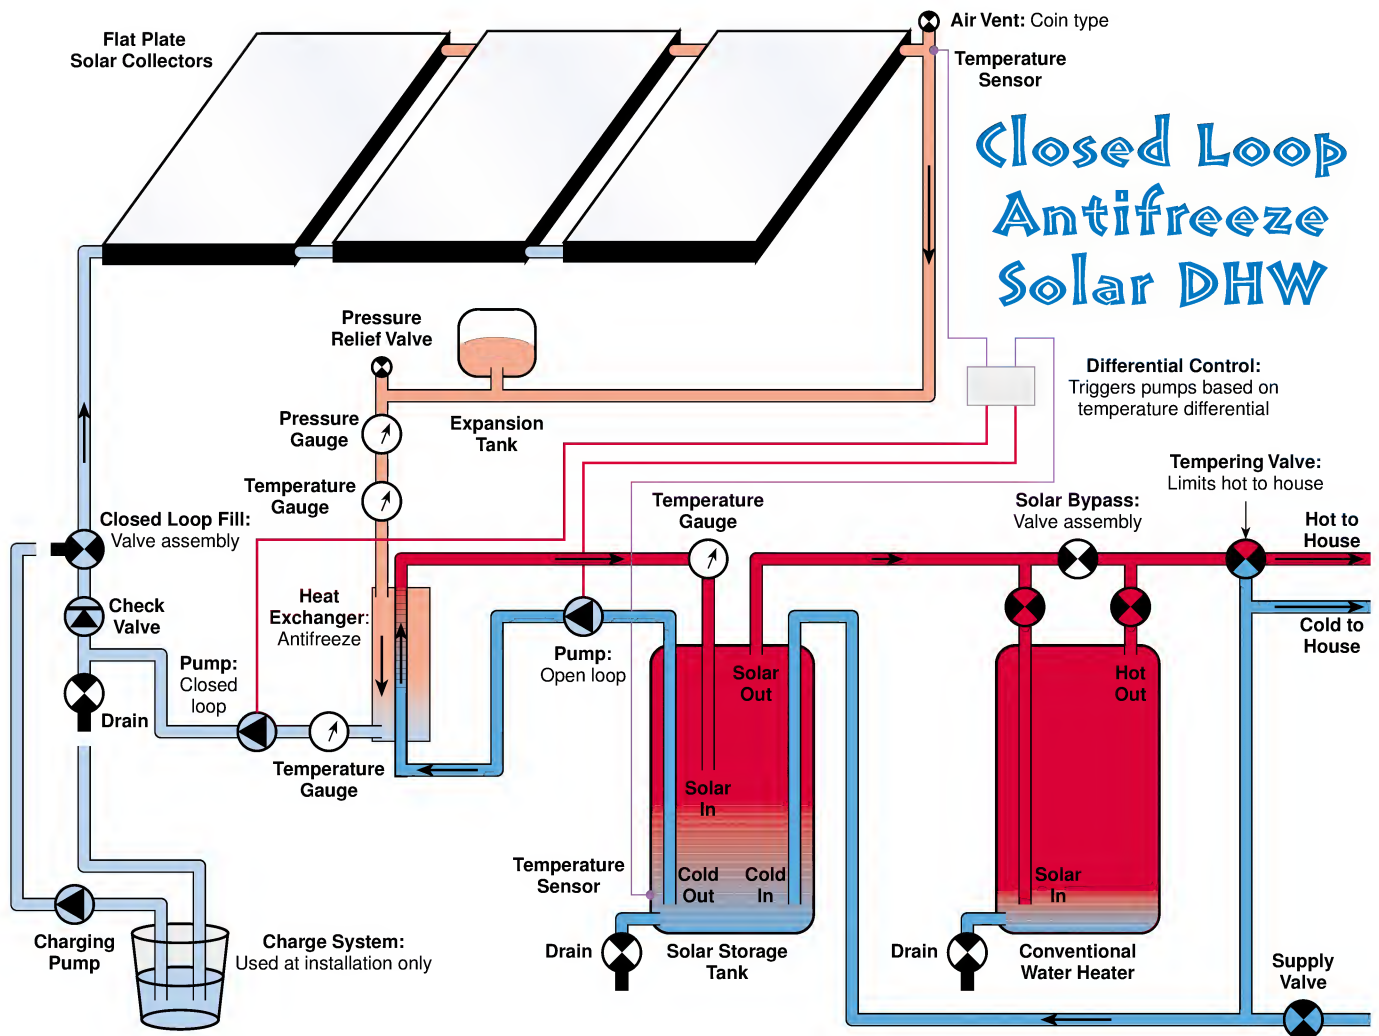 Flat Plate
Solar Collectors
Air Vent: Coin type
Temperature
Sensor
Closed Loop
Antifreeze
Solar DHW
Pressure
Relief Valve
Expansion
Tank
Pressure
Gauge
Temperature
Gauge
Differential Control:
Triggers pumps based on
temperature differential
Tempering Valve:
Limits hot to house
Temperature
Gauge
Solar Bypass:
Valve assembly
Hot to
House
Closed Loop Fill:
Valve assembly
Check
Valve
Heat
Exchanger:
Antifreeze
Cold to
House
Pump:
Closed
loop
Pump:
Open loop
Solar
Out
Hot
Out
Drain
Temperature
Gauge
Solar
In
Temperature
Sensor
Cold
Out
Cold
In
Solar
In
Charging
Pump
Charge System:
Used at installation only
Drain
Solar Storage
Tank
Drain
Conventional
Water Heater
Supply
Valve